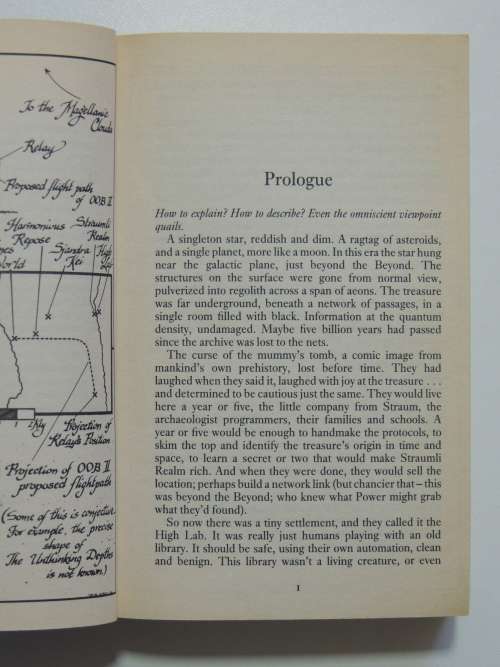 To the Magellanic
Clouds
Relay
Proposed flight path
of OOB II
Harmonious
Repose
Straumli
Realm
Sjandra
Kei
High
Projection of
Relay's Position
Projection of OOB II
proposed flightpath
(Some of this is conjecture
For example, the precise
shape of
The Unthinking Depths
is not known.)
Prologue
How to explain? How to describe? Even the omniscient viewpoint
quails.
A singleton star, reddish and dim. A ragtag of asteroids,
and a single planet, more like a moon. In this era the star hung
near the galactic plane, just beyond the Beyond. The
structures on the surface were gone from normal view,
pulverized into regolith across a span of aeons. The treasure
was far underground, beneath a network of passages, in a
single room filled with black. Information at the quantum
density, undamaged. Maybe five billion years had passed
since the archive was lost to the nets.
The curse of the mummy's tomb, a comic image from
mankind's own prehistory, lost before time. They had
laughed when they said it, laughed with joy at the treasure . . .
and determined to be cautious just the same. They would live
here a year or five, the little company from Straum, the
archaeologist programmers, their families and schools. A
year or five would be enough to handmake the protocols, to
skim the top and identify the treasure's origin in time and
space, to learn a secret or two that would make Straumli
Realm rich. And when they were done, they would sell the
location; perhaps build a network link (but chancier that – this
was beyond the Beyond; who knew what Power might grab
what they'd found).
So now there was a tiny settlement, and they called it the
High Lab. It was really just humans playing with an old
library. It should be safe, using their own automation, clean
and benign. This library wasn't a living creature, or even
1